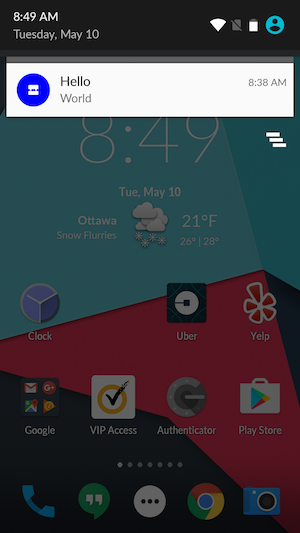 8:49 AM
Tuesday, May 10
Hello
8:38 AM
World
8:49
Tue, May 10
Ottawa
21°F
Snow Flurries
26° | 28°
Clock
Uber
Yelp
Google
VIP Access
Authenticator
Play Store